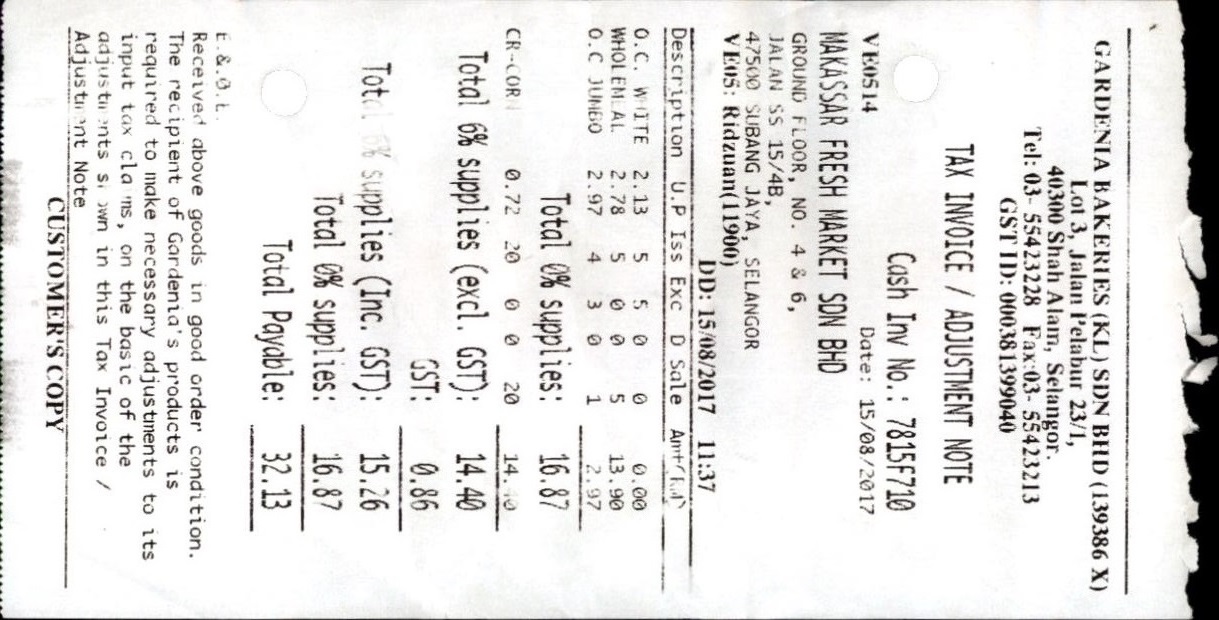 GARDENIA BAKERIES (KL) SDN BHD (139386 X)
Lot 3, Jalan Pelabur 23/1,
40300 Shah Alam, Selangor.
Tel: 03- 55423228 Fax:03- 55423213
GST ID: 000381399040
TAX INVOICE / ADJUSTMENT NOTE
Cash Inv No.: 7815F710
VE0514 Date: 15/08/2017
MAKASSAR FRESH MARKET SDN BHD
GROUND FLOOR, NO. 4 & 6,
JALAN SS 15/4B,
47500 SUBANG JAYA, SELANGOR
VE05: Ridzuan(11900)
DD: 15/08/2017 11:37
Description U.P Iss Exc D Sale Amt(RM)
O.C. WHITE 2.13 5 5 0 0 0.00
WHOLEMEAL 2.78 5 0 0 5 13.90
O.C JUMBO 2.97 4 3 0 1 2.97
Total 0% supplies: 16.87
CR-CORN 0.72 20 0 0 20 14.40
Total 6% supplies (excl. GST): 14.40
GST: 0.86
Total 6% supplies (Inc. GST): 15.26
Total 0% supplies: 16.87
Total Payable: 32.13
E.&.O.E.
Received above goods in good order condition.
The recipient of Gardenia's products is
required to make necessary adjustments to its
input tax claims, on the basic of the
adjustments shown in this Tax Invoice /
Adjustment Note
CUSTOMER'S COPY